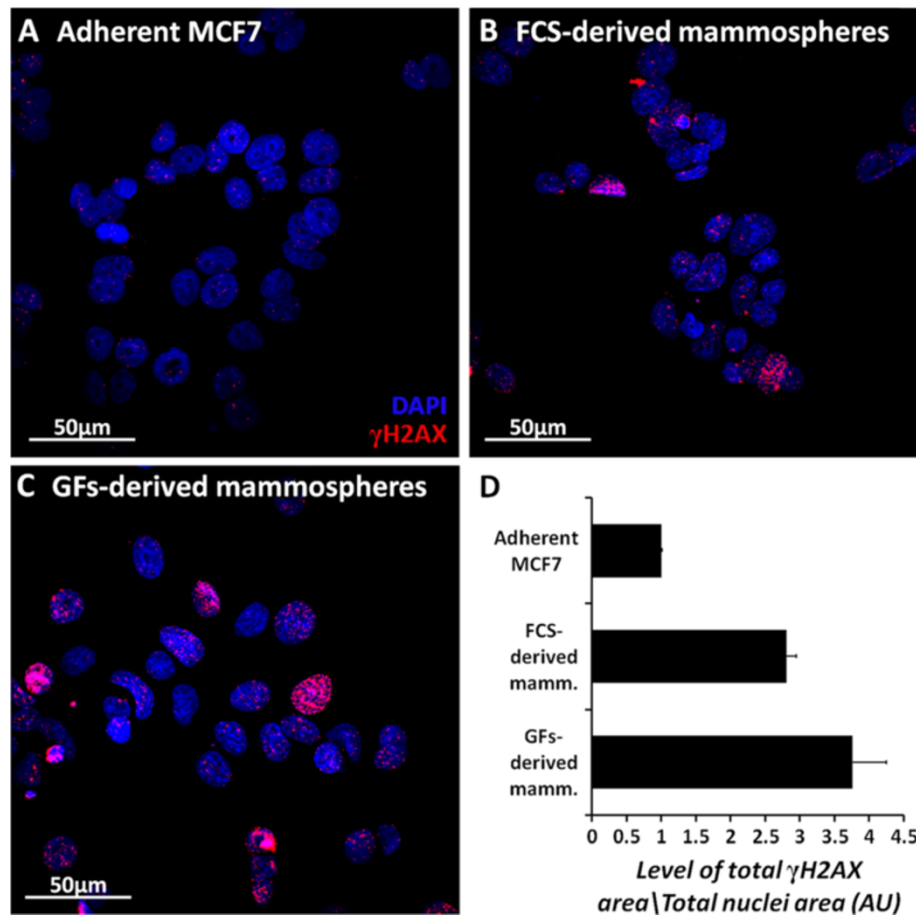 A Adherent MCF7
DAPI
γH2AX
50μm
B FCS-derived mammospheres
50μm
C GFs-derived mammospheres
50μm
D
Adherent
MCF7
FCS-
derived
mamm.
GFs-
derived
mamm.
0 0.5 1 1.5 2 2.5 3 3.5 4 4.5
Level of total γH2AX
area\Total nuclei area (AU)